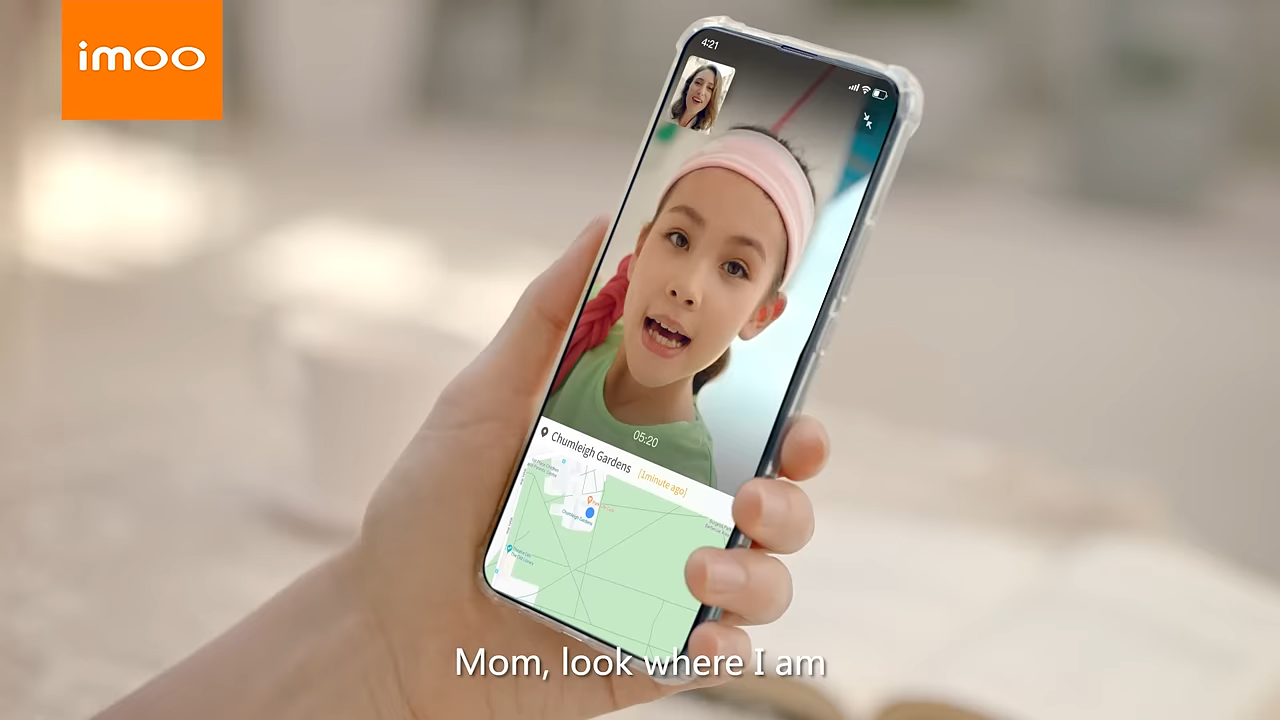 imoo
4:21
05:20
Chumleigh Gardens [1minute ago]
Chumleigh Gardens
Mom, look where I am